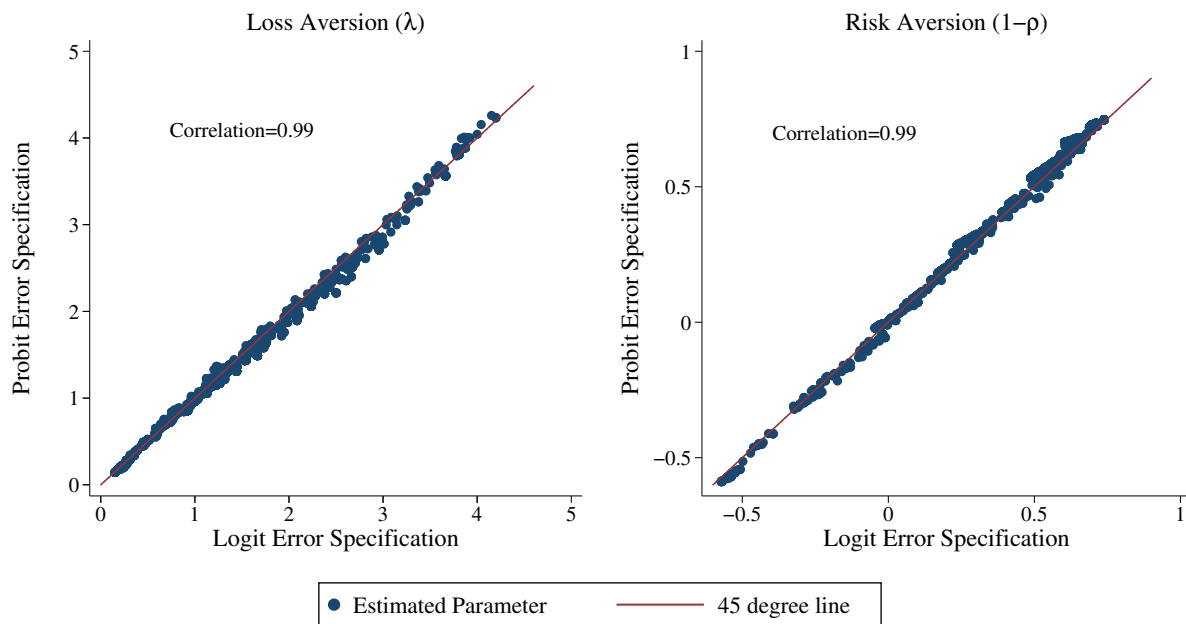 Loss Aversion (λ)
Probit Error Specification
5
4
3
2
1
0
Correlation=0.99
0 1 2 3 4 5
Logit Error Specification
Risk Aversion (1−ρ)
Probit Error Specification
1
0.5
0
−0.5
Correlation=0.99
−0.5 0 0.5 1
Logit Error Specification
Estimated Parameter 45 degree line